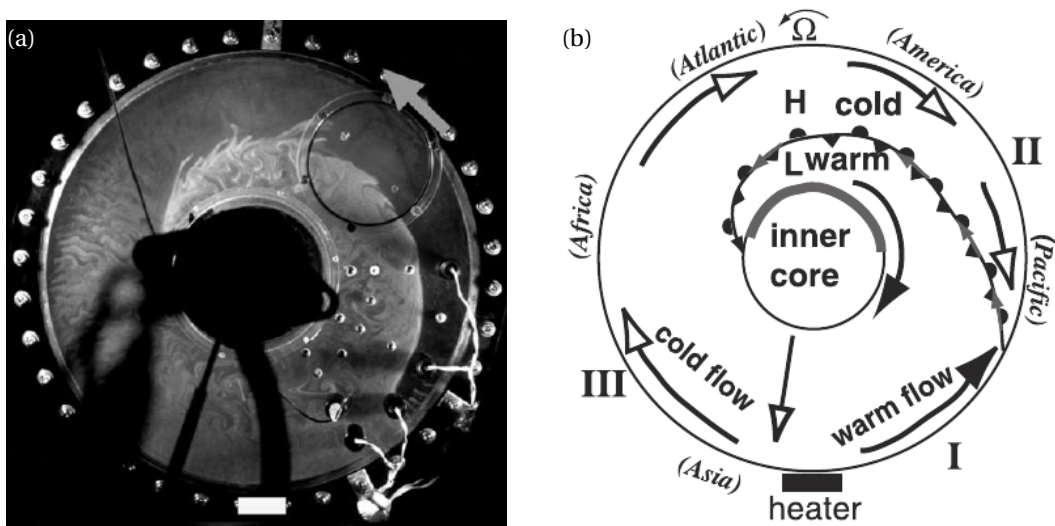 (a)
(b)
Ω
(Atlantic)
(America)
H cold
L warm
II
(Africa)
inner
core
(Pacific)
cold flow
warm flow
III
I
(Asia)
heater